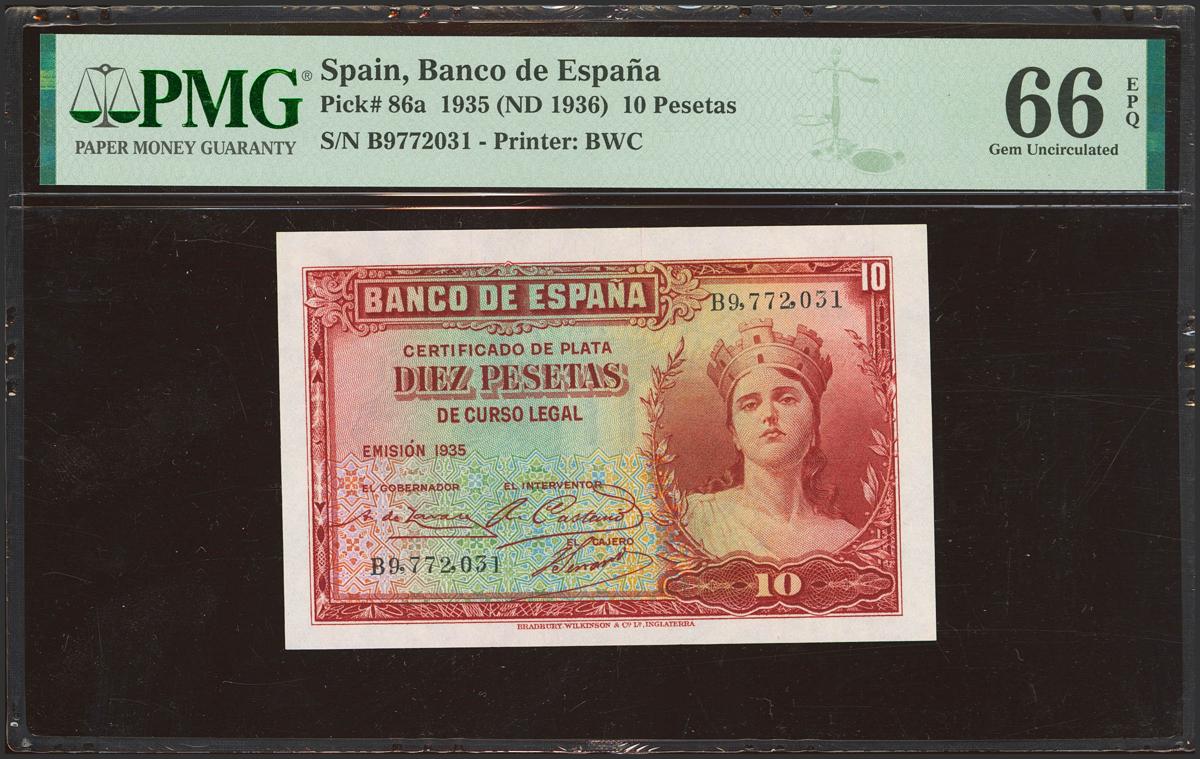 PMG®
PAPER MONEY GUARANTY
Spain, Banco de España
Pick# 86a 1935 (ND 1936) 10 Pesetas
S/N B9772031 - Printer: BWC
66
EPQ
Gem Uncirculated
10
BANCO DE ESPAÑA
B9,772,031
CERTIFICADO DE PLATA
DIEZ PESETAS
DE CURSO LEGAL
EMISIÓN 1935
EL GOBERNADOR EL INTERVENTOR
EL CAJERO
B9,772,031
10
BRADBURY WILKINSON & Cº Lº, INGLATERRA